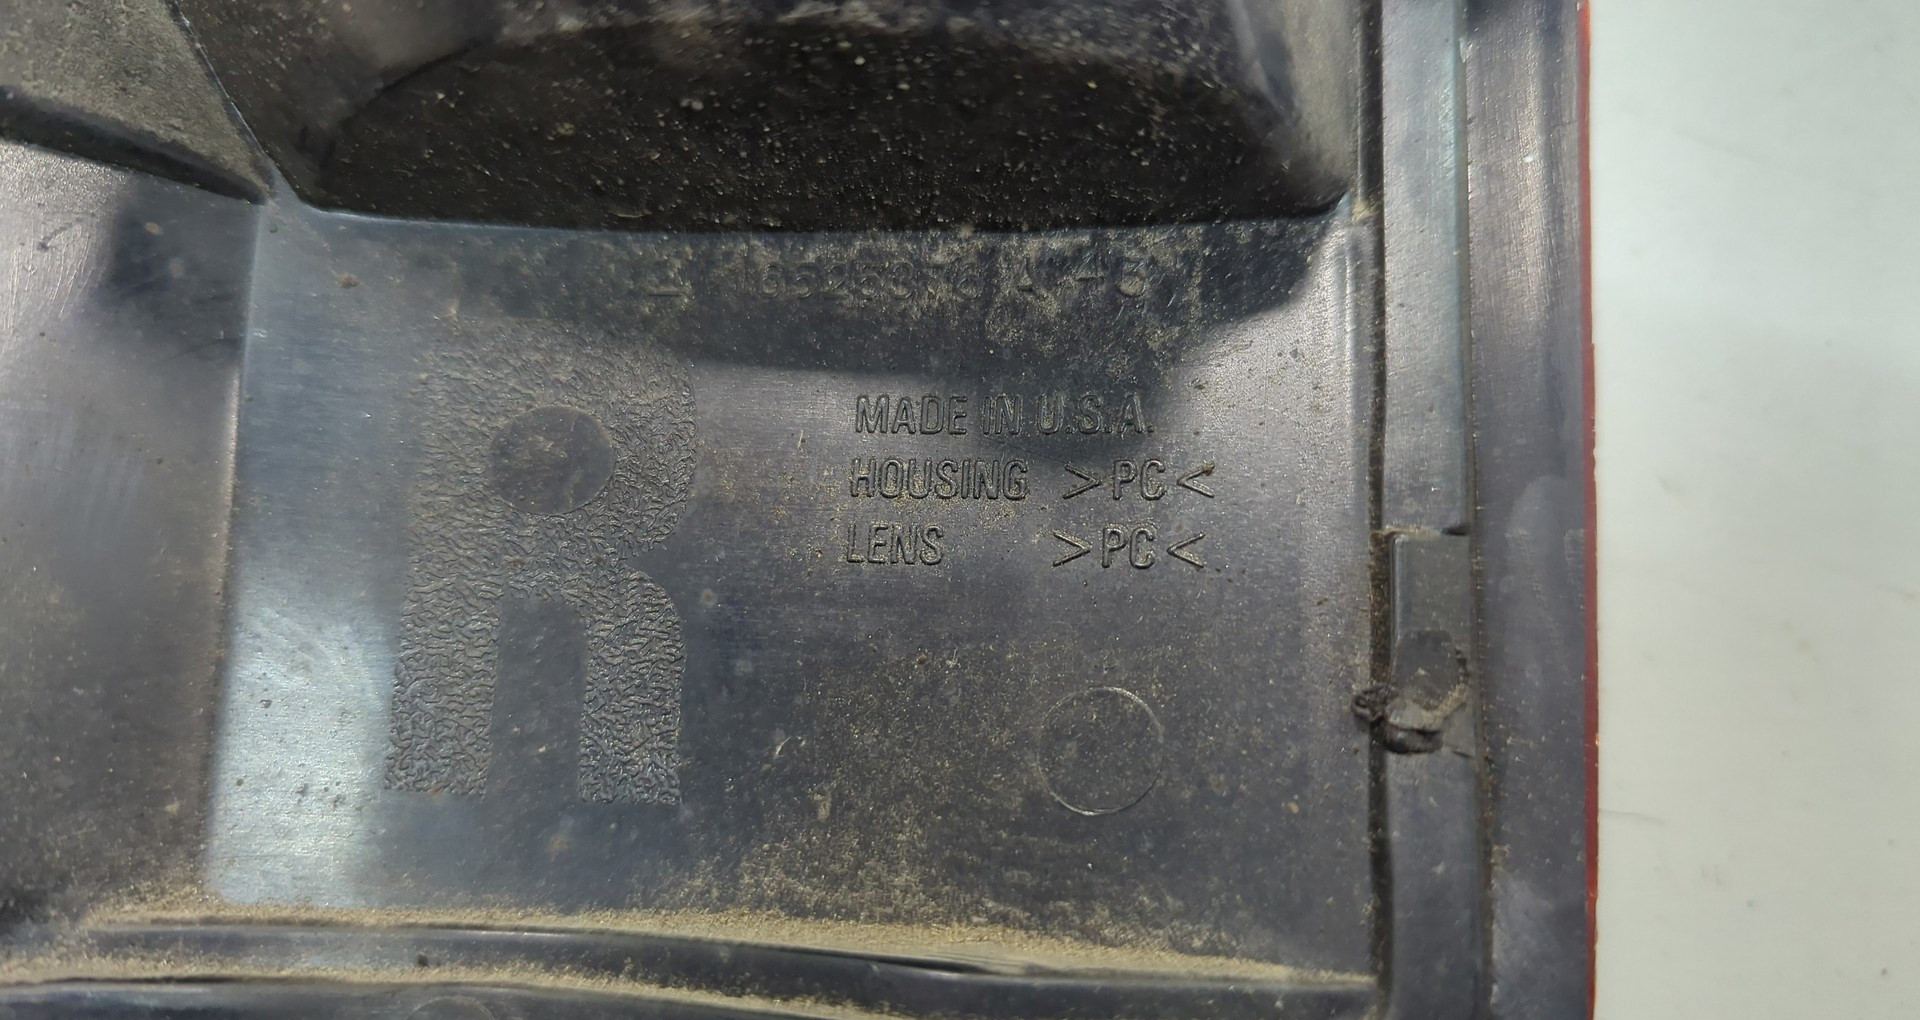 R
MADE IN U.S.A.
HOUSING >PC<
LENS >PC<